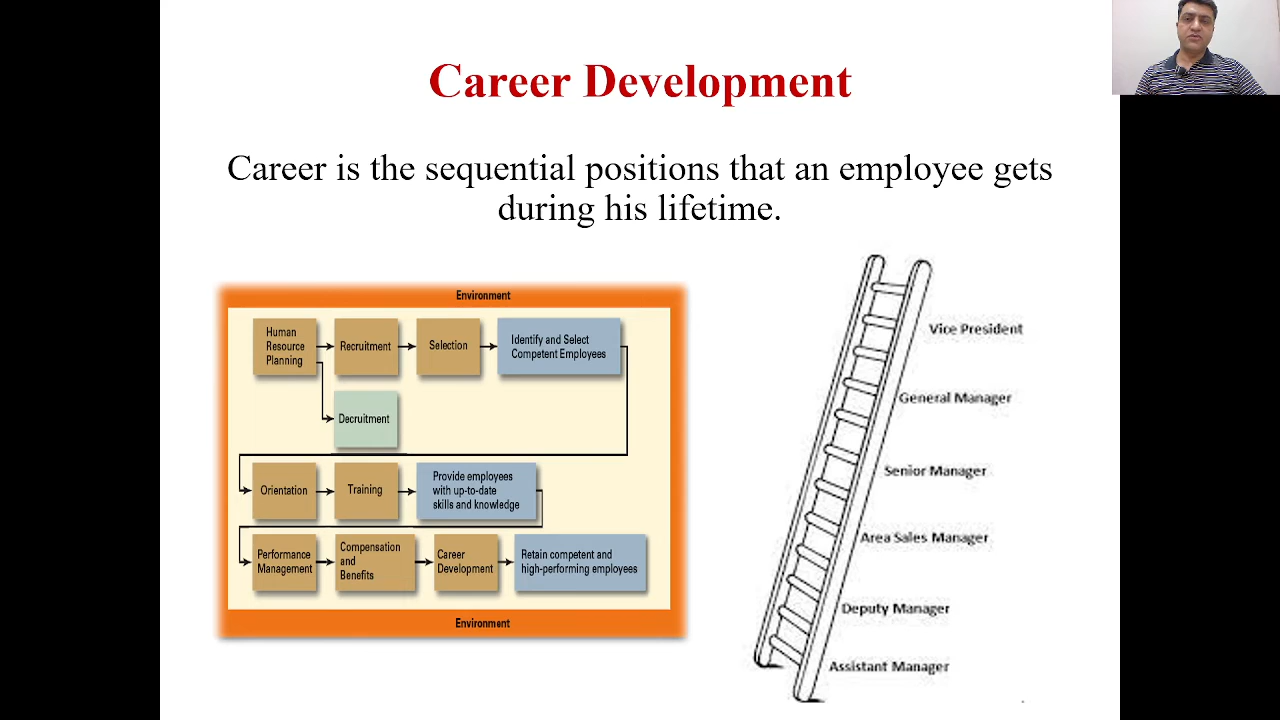 Career Development
Career is the sequential positions that an employee gets
during his lifetime.
Environment
Human
Resource
Planning
Recruitment
Selection
Identify and Select
Competent Employees
Decruitment
Orientation
Training
Provide employees
with up-to-date
skills and knowledge
Performance
Management
Compensation
and
Benefits
Career
Development
Retain competent and
high-performing employees
Environment
Vice President
General Manager
Senior Manager
Area Sales Manager
Deputy Manager
Assistant Manager